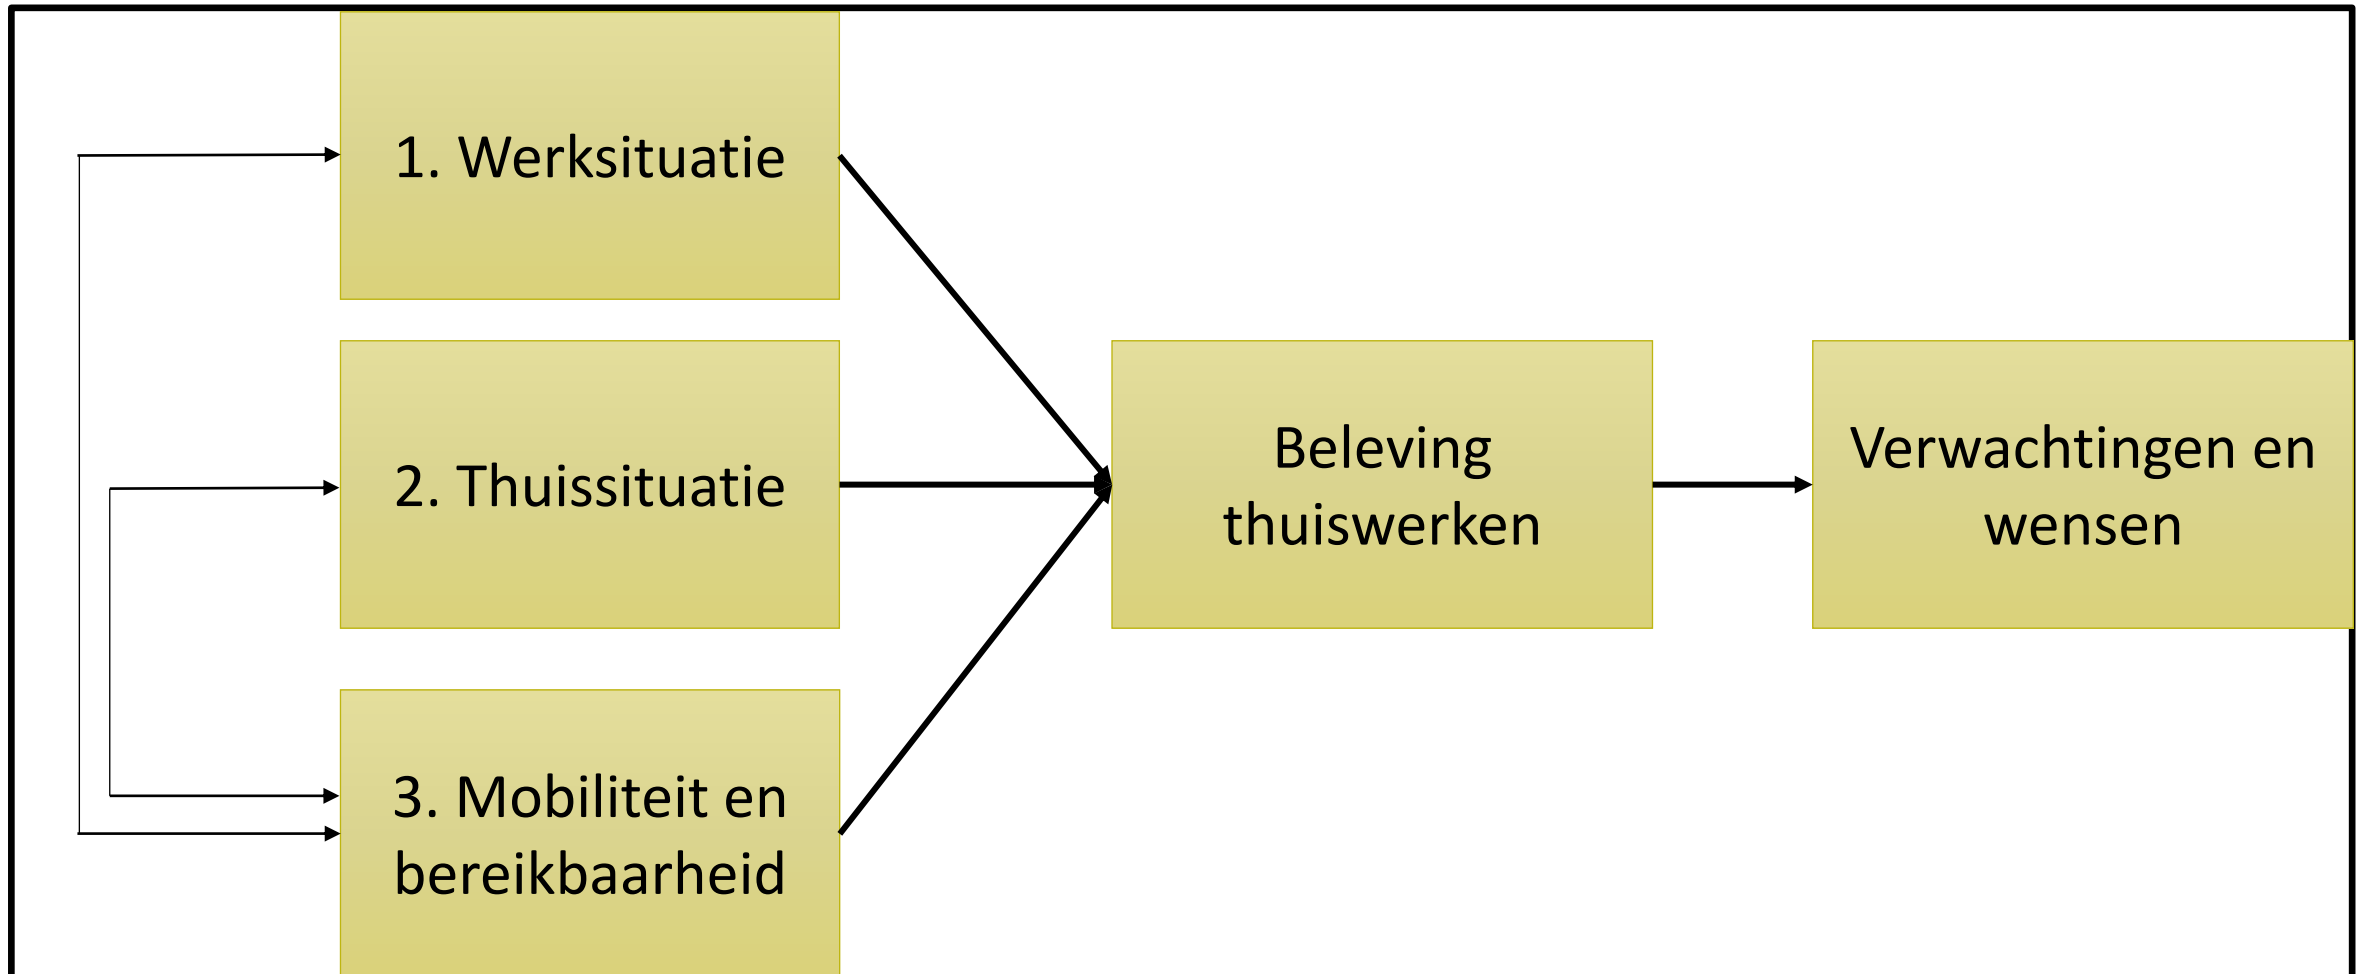 1. Werksituatie
2. Thuissituatie
3. Mobiliteit en
bereikbaarheid
Beleving
thuiswerken
Verwachtingen en
wensen